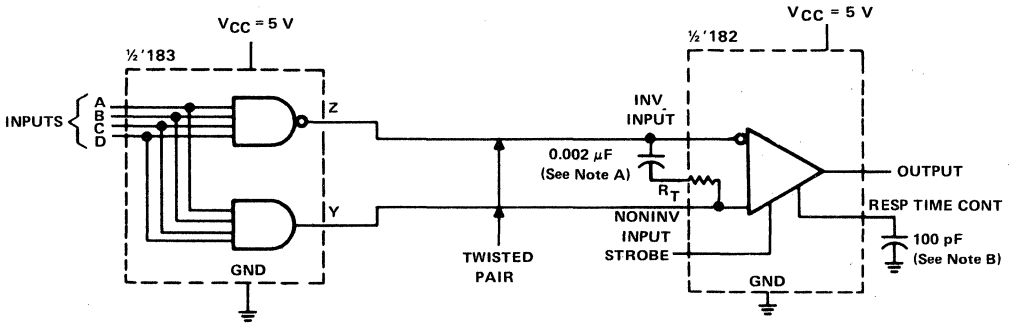 VCC = 5 V
½ '183
INPUTS
A
B
C
D
Z
Y
GND
TWISTED
PAIR
VCC = 5 V
½ '182
INV
INPUT
0.002 µF
(See Note A)
RT
NONINV
INPUT
STROBE
OUTPUT
RESP TIME CONT
100 pF
(See Note B)
GND